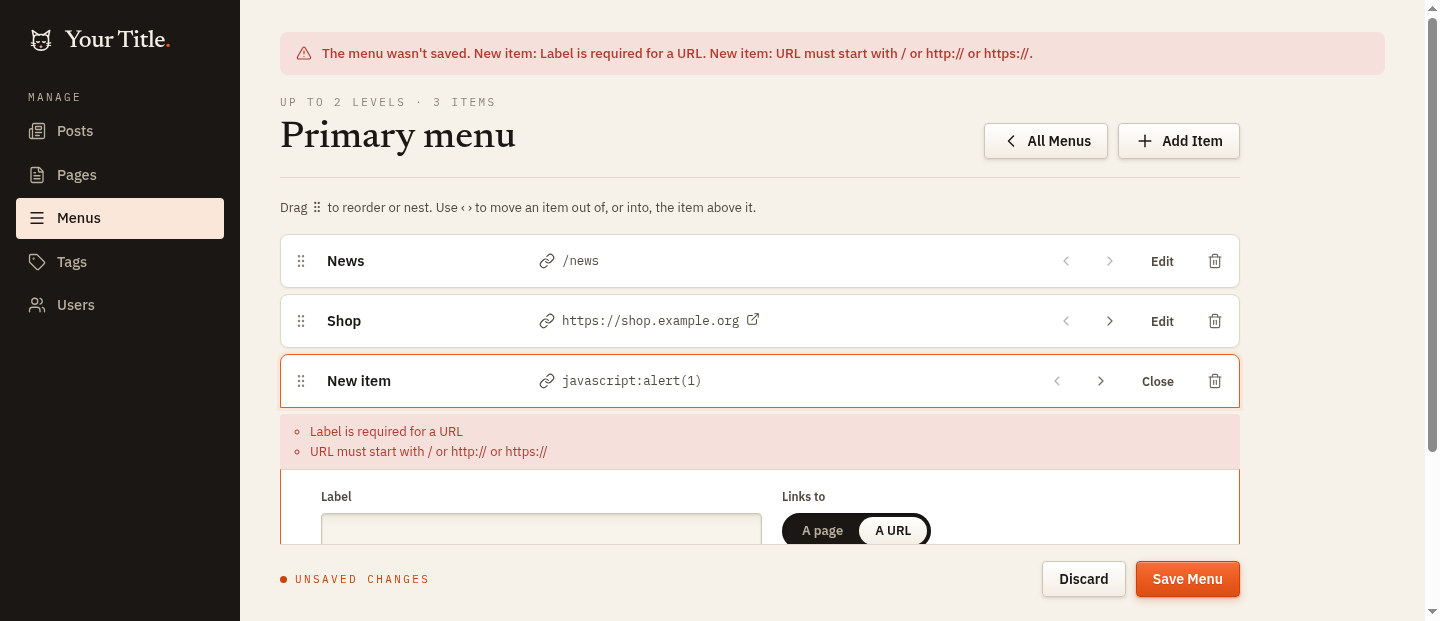 Your Title.
MANAGE
Posts
Pages
Menus
Tags
Users
The menu wasn't saved. New item: Label is required for a URL. New item: URL must start with / or http:// or https://.
UP TO 2 LEVELS · 3 ITEMS
Primary menu
All Menus
Add Item
Drag ⠿ to reorder or nest. Use ‹ › to move an item out of, or into, the item above it.
News
/news
Edit
Shop
https://shop.example.org
Edit
New item
javascript:alert(1)
Close
Label is required for a URL
URL must start with / or http:// or https://
Label
Links to
A page
A URL
UNSAVED CHANGES
Discard
Save Menu